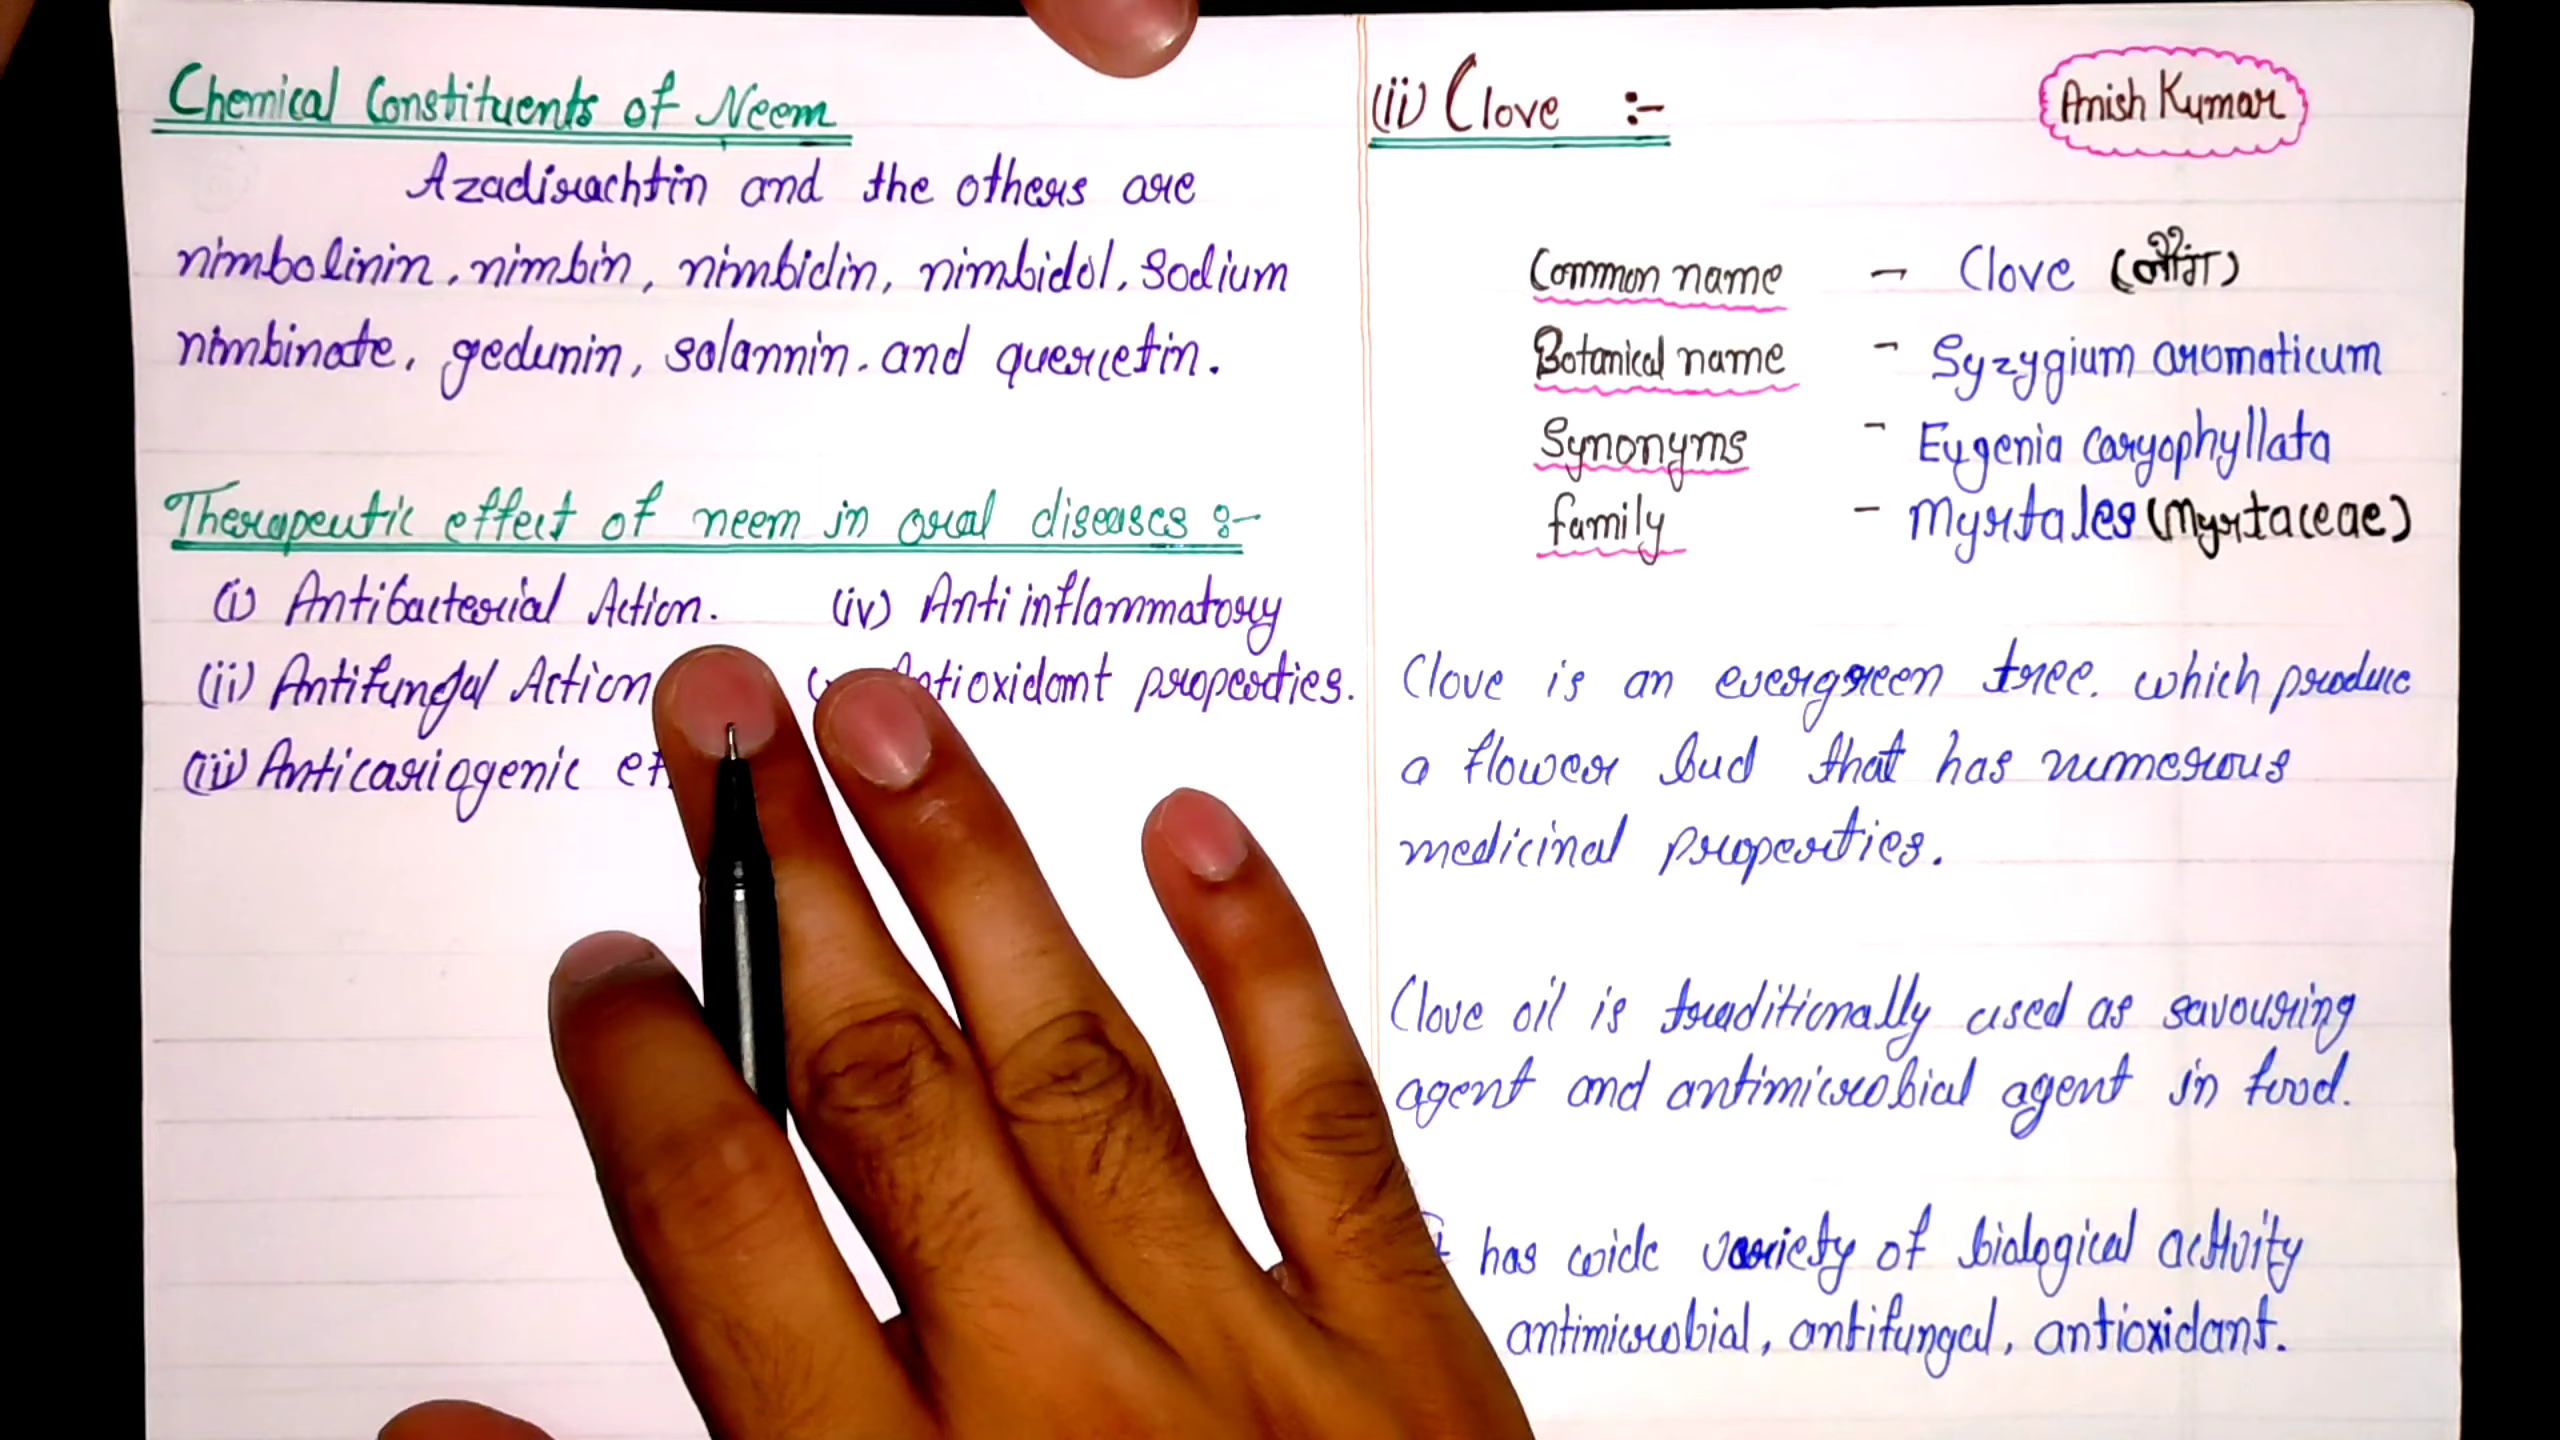 Chemical Constituents of Neem
Azadirachtin and the others are
nimbolinin, nimbin, nimbidin, nimbidol, Sodium
nimbinate, gedunin, salannin. and quercetin.
Therapeutic effect of neem in oral diseases :-
(i) Antibacterial Action.
(ii) Antifungal Action
(iii) Anticariogenic
(iv) Anti inflammatory
Antioxidant properties.
(ii) Clove :-
Anish Kumar
Common name - Clove (लौंग)
Botanical name - Syzygium aromaticum
Synonyms - Eugenia caryophyllata
family - Myrtales (Myrtaceae)
Clove is an evergreen tree. which produce
a flower bud that has numerous
medicinal properties.
Clove oil is traditionally used as savouring
agent and antimicrobial agent in food.
has wide variety of biological activity
antimicrobial, antifungal, antioxidant.